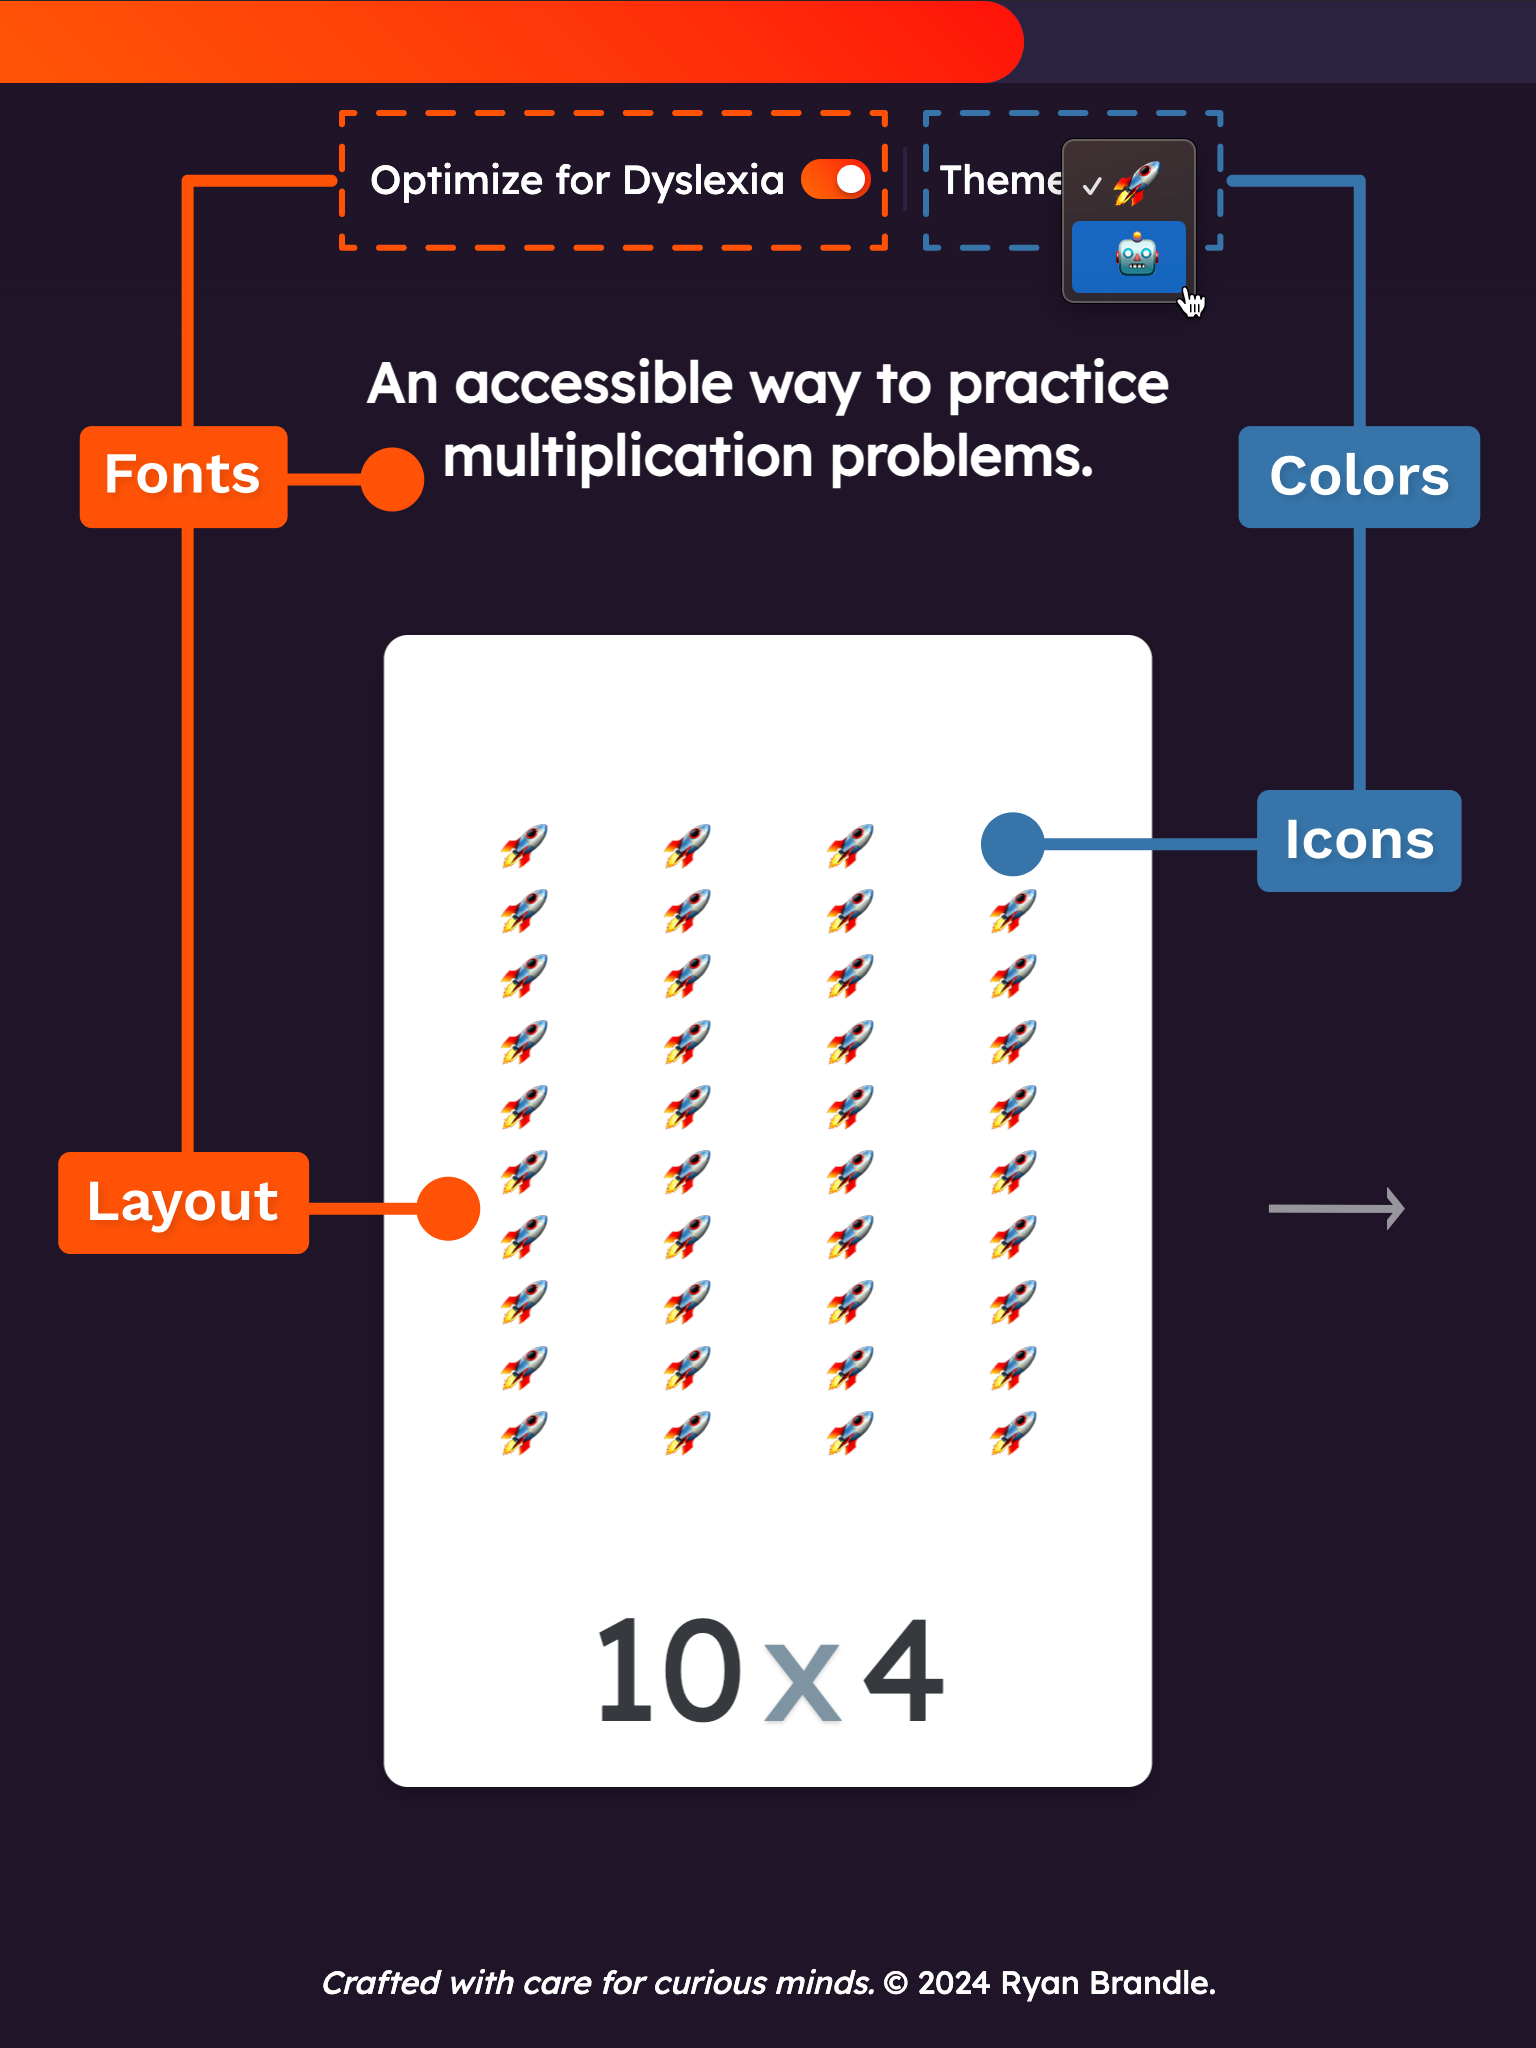 Optimize for Dyslexia
Theme
An accessible way to practice
multiplication problems.
Fonts
Colors
Icons
Layout
10 x 4
Crafted with care for curious minds. © 2024 Ryan Brandle.